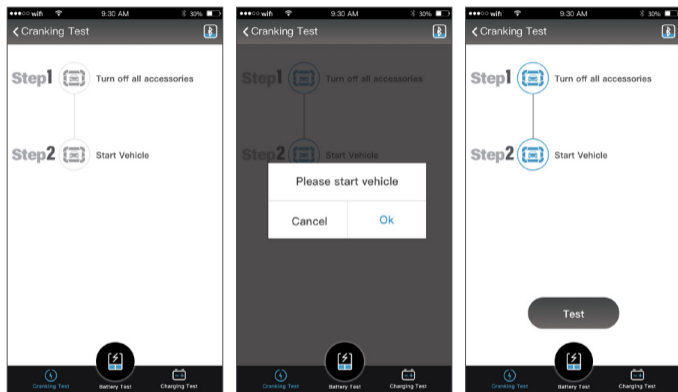 wifi 9:30 AM 30%
Cranking Test
Step1 Turn off all accessories
Step2 Start Vehicle
Cranking Test Battery Test Charging Test
wifi 9:30 AM 30%
Cranking Test
Step1 Turn off all accessories
Step2 Start Vehicle
Please start vehicle
Cancel Ok
Cranking Test Battery Test Charging Test
wifi 9:30 AM 30%
Cranking Test
Step1 Turn off all accessories
Step2 Start Vehicle
Test
Cranking Test Battery Test Charging Test